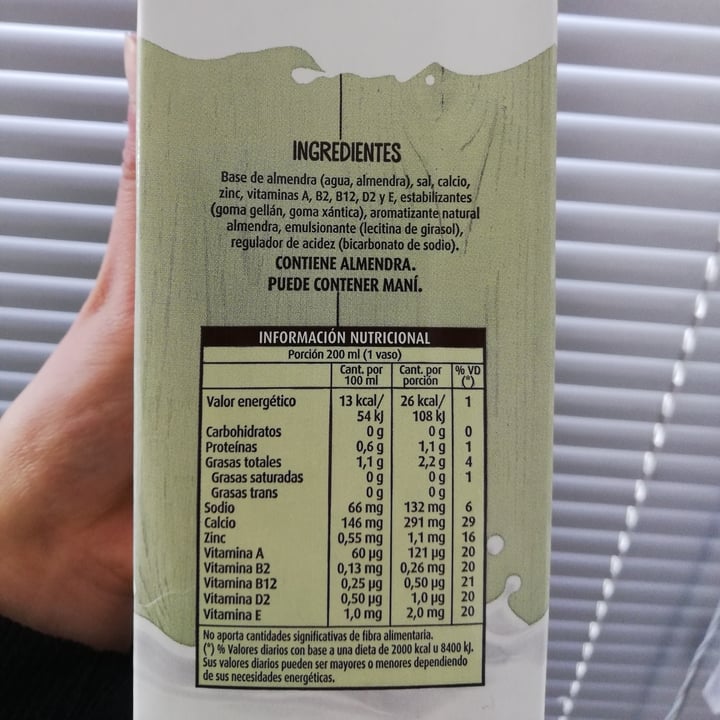 INGREDIENTES
Base de almendra (agua, almendra), sal, calcio,
zinc, vitaminas A, B2, B12, D2 y E, estabilizantes
(goma gellán, goma xántica), aromatizante natural
almendra, emulsionante (lecitina de girasol),
regulador de acidez (bicarbonato de sodio).
CONTIENE ALMENDRA.
PUEDE CONTENER MANÍ.
INFORMACIÓN NUTRICIONAL
Porción 200 ml (1 vaso)
Cant. por Cant. por % VD
100 ml porción (*)
Valor energético 13 kcal/ 26 kcal/ 1
54 kJ 108 kJ
Carbohidratos 0 g 0 g 0
Proteínas 0,6 g 1,1 g 1
Grasas totales 1,1 g 2,2 g 4
Grasas saturadas 0 g 0 g 1
Grasas trans 0 g 0 g
Sodio 66 mg 132 mg 6
Calcio 146 mg 291 mg 29
Zinc 0,55 mg 1,1 mg 16
Vitamina A 60 µg 121 µg 20
Vitamina B2 0,13 mg 0,26 mg 20
Vitamina B12 0,25 µg 0,50 µg 21
Vitamina D2 0,50 µg 1,0 µg 20
Vitamina E 1,0 mg 2,0 mg 20
No aporta cantidades significativas de fibra alimentaria.
(*) % Valores diarios con base a una dieta de 2000 kcal u 8400 kJ.
Sus valores diarios pueden ser mayores o menores dependiendo
de sus necesidades energéticas.